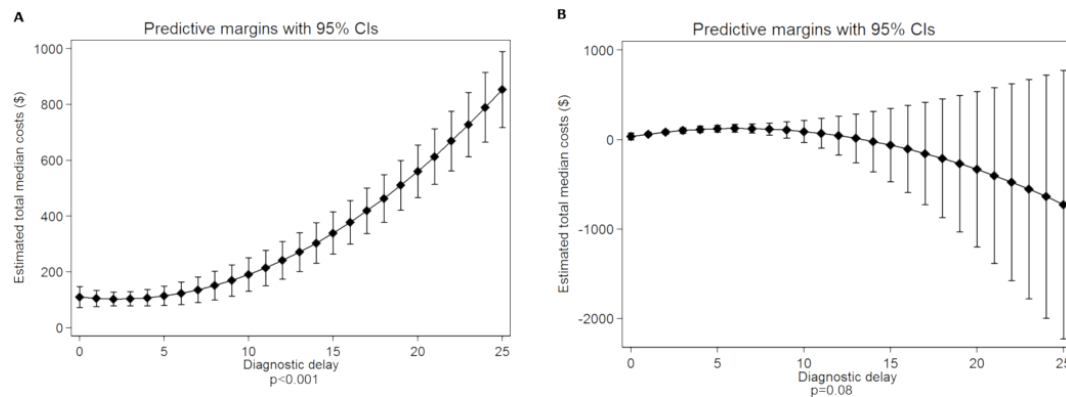 A
Predictive margins with 95% CIs
Estimated total median costs ($)
1000
800
600
400
200
0
0 5 10 15 20 25
Diagnostic delay
p<0.001
B
Predictive margins with 95% CIs
Estimated total median costs ($)
1000
0
-1000
-2000
0 5 10 15 20 25
Diagnostic delay
p=0.08